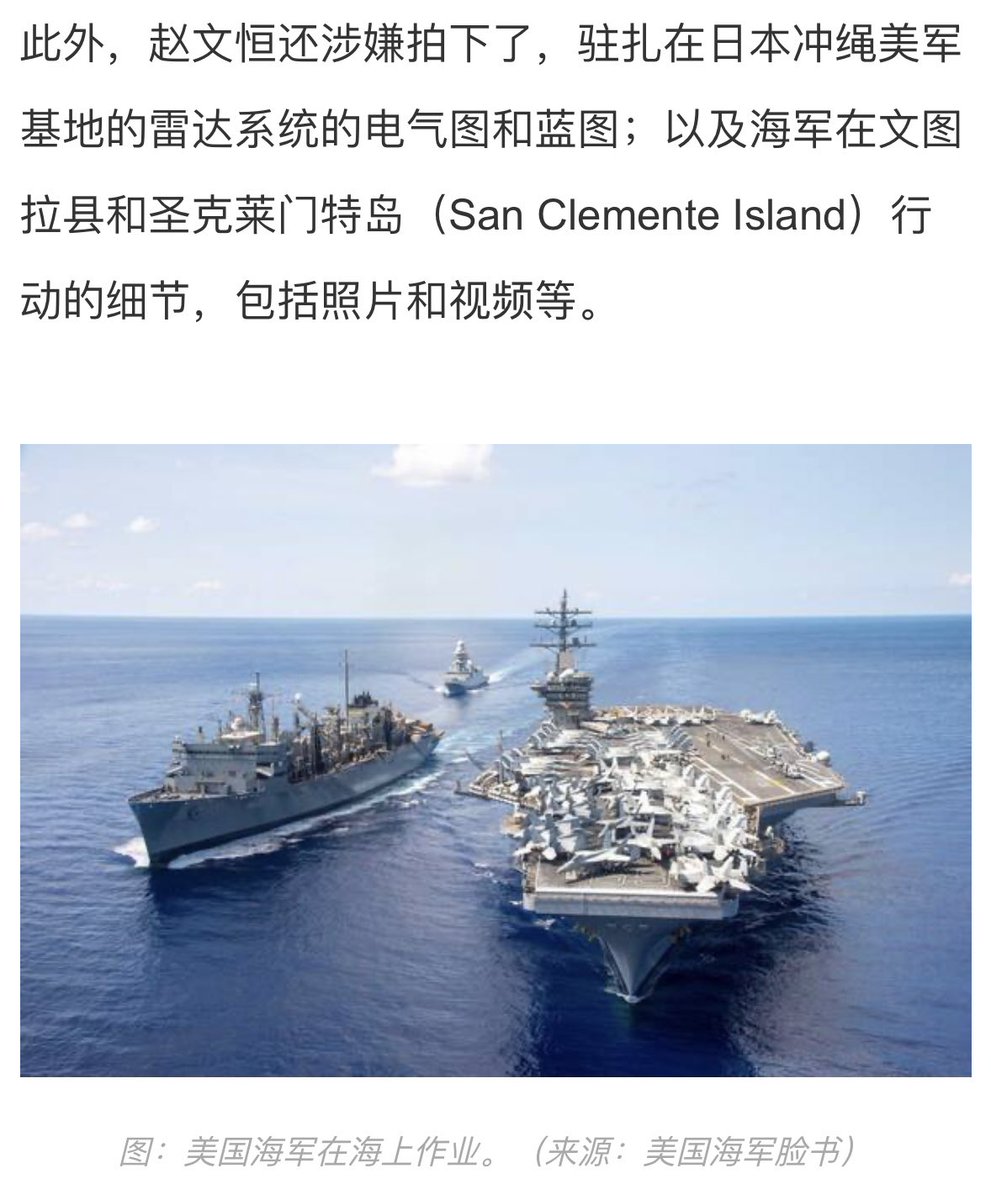 此外，赵文恒还涉嫌拍下了，驻扎在日本冲绳美军
基地的雷达系统的电气图和蓝图；以及海军在文图
拉县和圣克莱门特岛（San Clemente Island）行
动的细节，包括照片和视频等。
图：美国海军在海上作业。（来源：美国海军脸书）